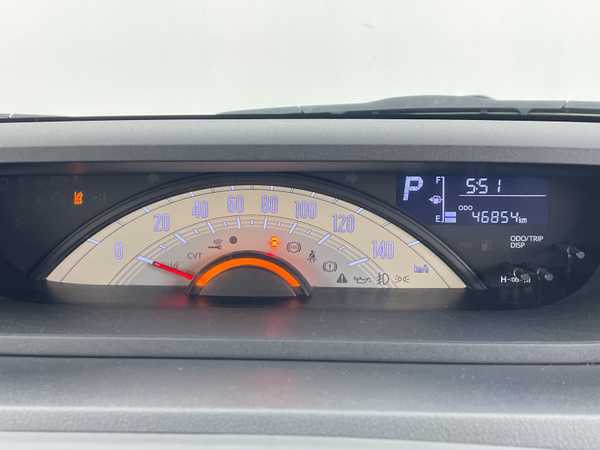 P
F
5:51
ODO
E
46854km
ODO/TRIP
DISP
0
20
40
60
80
100
120
140
km/h
CVT
H